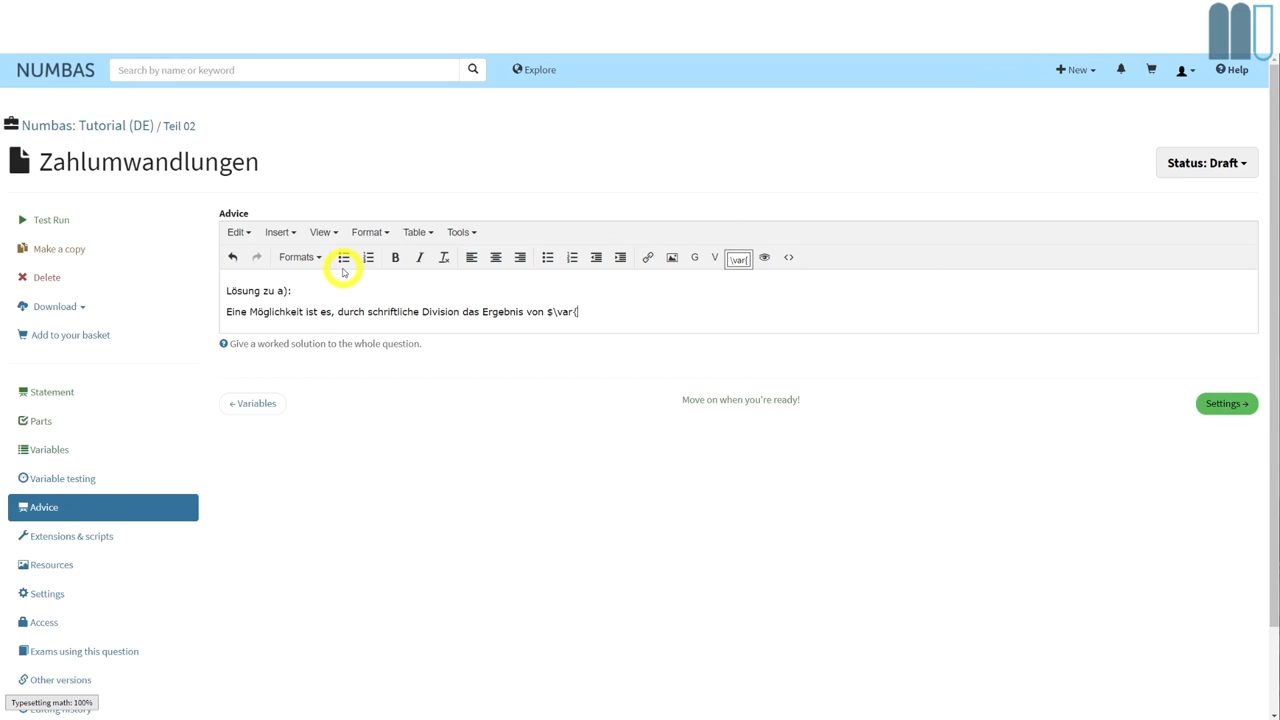 NUMBAS
Search by name or keyword
Explore
New
Help
Numbas: Tutorial (DE) / Teil 02
Zahlumwandlungen
Status: Draft
Test Run
Make a copy
Delete
Download
Add to your basket
Statement
Parts
Variables
Variable testing
Advice
Extensions & scripts
Resources
Settings
Access
Exams using this question
Other versions
Typesetting math: 100%
Advice
Edit Insert View Format Table Tools
Formats B I G V \var{ <>
Lösung zu a):
Eine Möglichkeit ist es, durch schriftliche Division das Ergebnis von $\var{
Give a worked solution to the whole question.
← Variables
Move on when you're ready!
Settings →